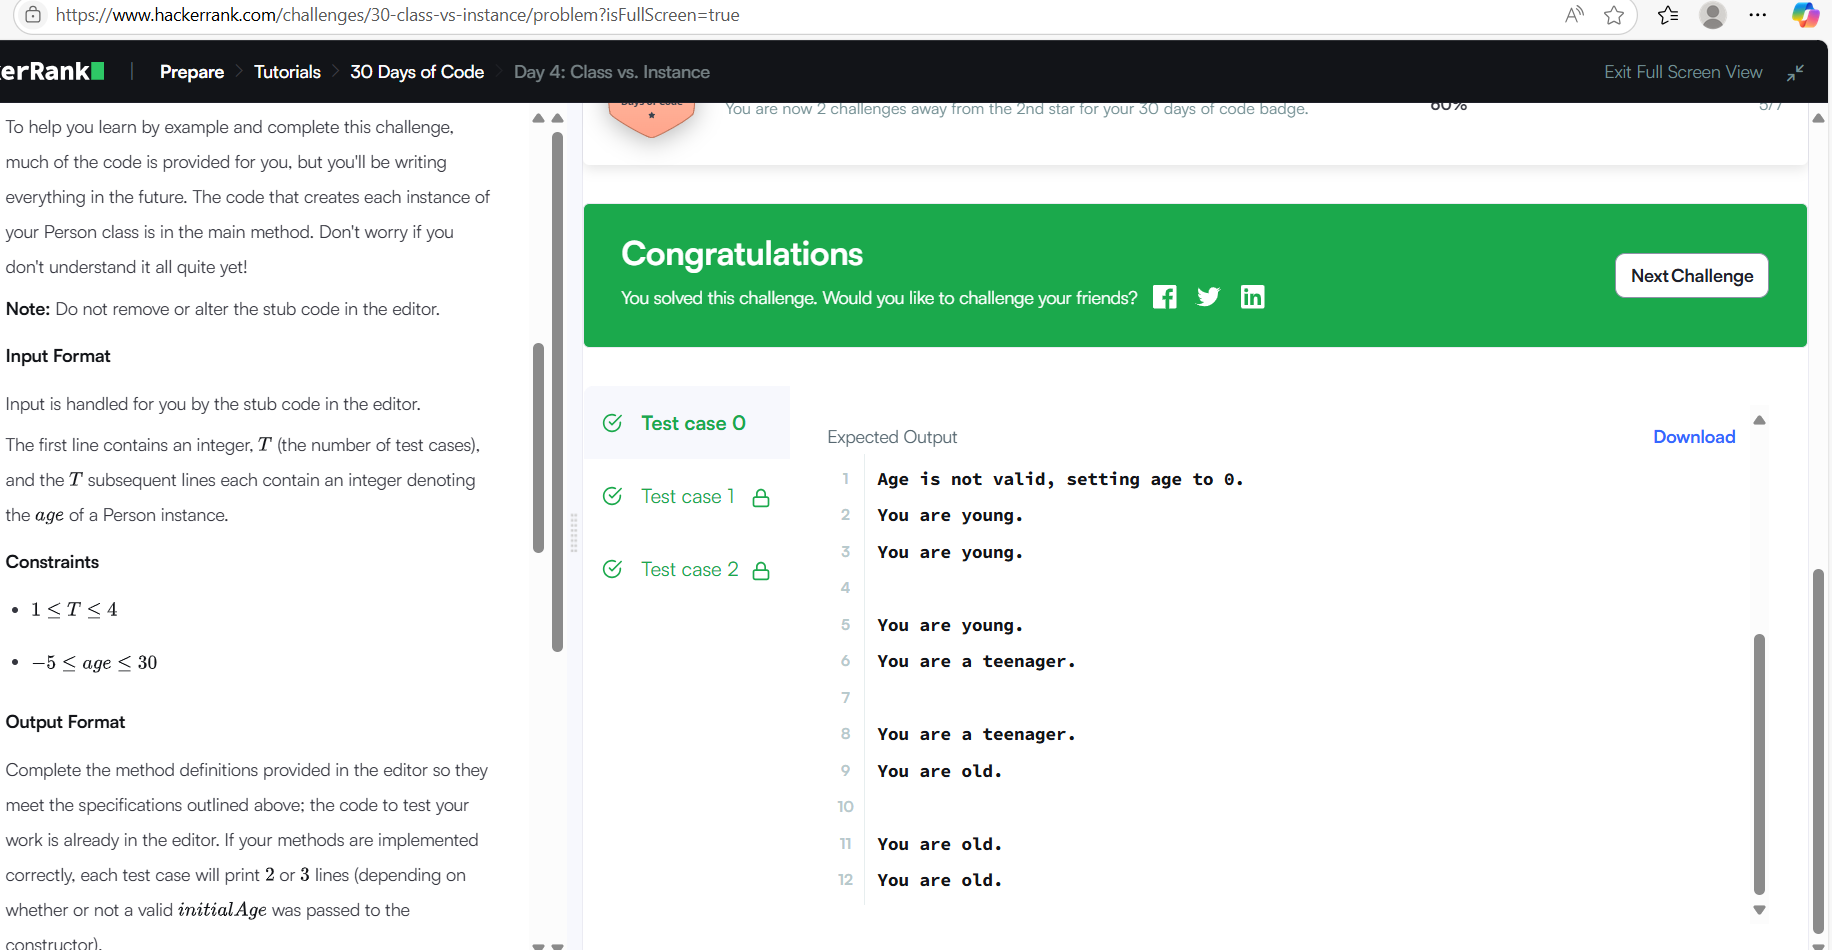 https://www.hackerrank.com/challenges/30-class-vs-instance/problem?isFullScreen=true
erRank
Prepare
Tutorials
30 Days of Code
Day 4: Class vs. Instance
Exit Full Screen View
To help you learn by example and complete this challenge,
much of the code is provided for you, but you'll be writing
everything in the future. The code that creates each instance of
your Person class is in the main method. Don't worry if you
don't understand it all quite yet!
Note: Do not remove or alter the stub code in the editor.
Input Format
Input is handled for you by the stub code in the editor.
The first line contains an integer, T (the number of test cases),
and the T subsequent lines each contain an integer denoting
the age of a Person instance.
Constraints
• 1 ≤ T ≤ 4
• −5 ≤ age ≤ 30
Output Format
Complete the method definitions provided in the editor so they
meet the specifications outlined above; the code to test your
work is already in the editor. If your methods are implemented
correctly, each test case will print 2 or 3 lines (depending on
whether or not a valid initialAge was passed to the
constructor).
Days of Code
You are now 2 challenges away from the 2nd star for your 30 days of code badge.
60%
5/7
Congratulations
You solved this challenge. Would you like to challenge your friends?
Next Challenge
Test case 0
Test case 1
Test case 2
Expected Output
Download
1 Age is not valid, setting age to 0.
2 You are young.
3 You are young.
4
5 You are young.
6 You are a teenager.
7
8 You are a teenager.
9 You are old.
10
11 You are old.
12 You are old.